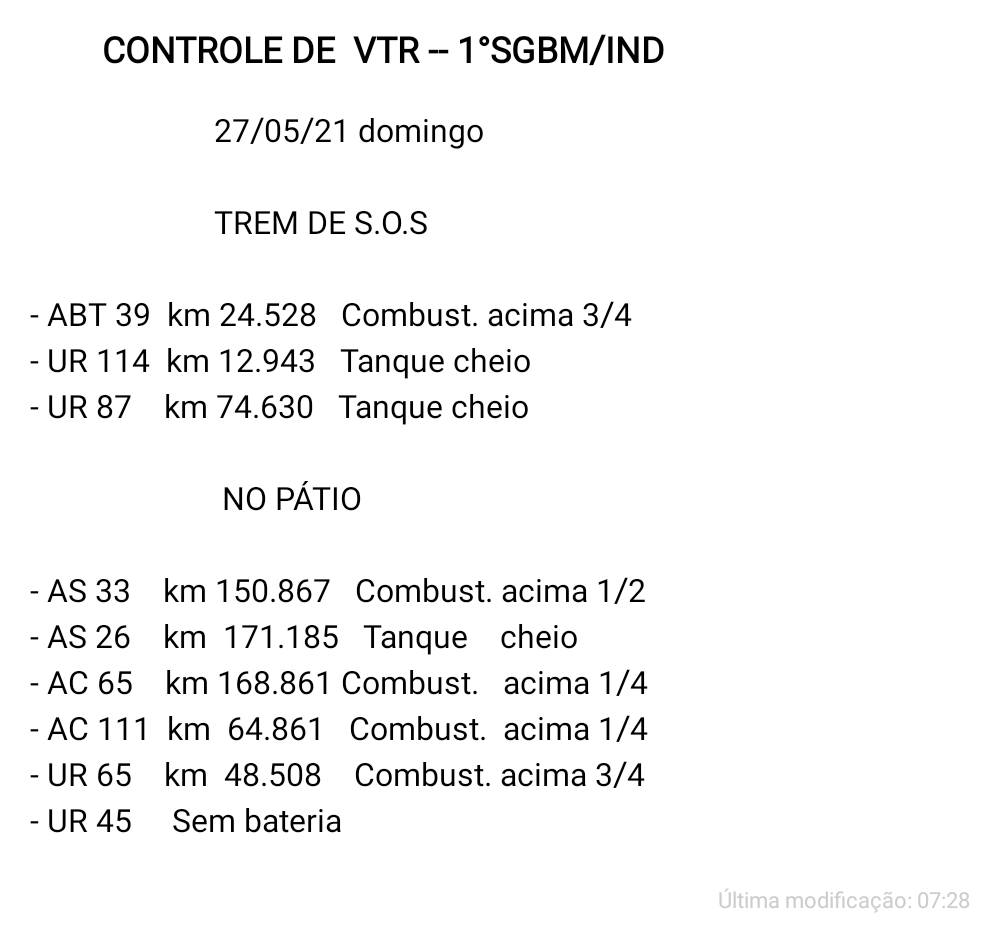 CONTROLE DE VTR -- 1°SGBM/IND
27/05/21 domingo
TREM DE S.O.S
- ABT 39 km 24.528 Combust. acima 3/4
- UR 114 km 12.943 Tanque cheio
- UR 87 km 74.630 Tanque cheio
NO PÁTIO
- AS 33 km 150.867 Combust. acima 1/2
- AS 26 km 171.185 Tanque cheio
- AC 65 km 168.861 Combust. acima 1/4
- AC 111 km 64.861 Combust. acima 1/4
- UR 65 km 48.508 Combust. acima 3/4
- UR 45 Sem bateria
Última modificação: 07:28